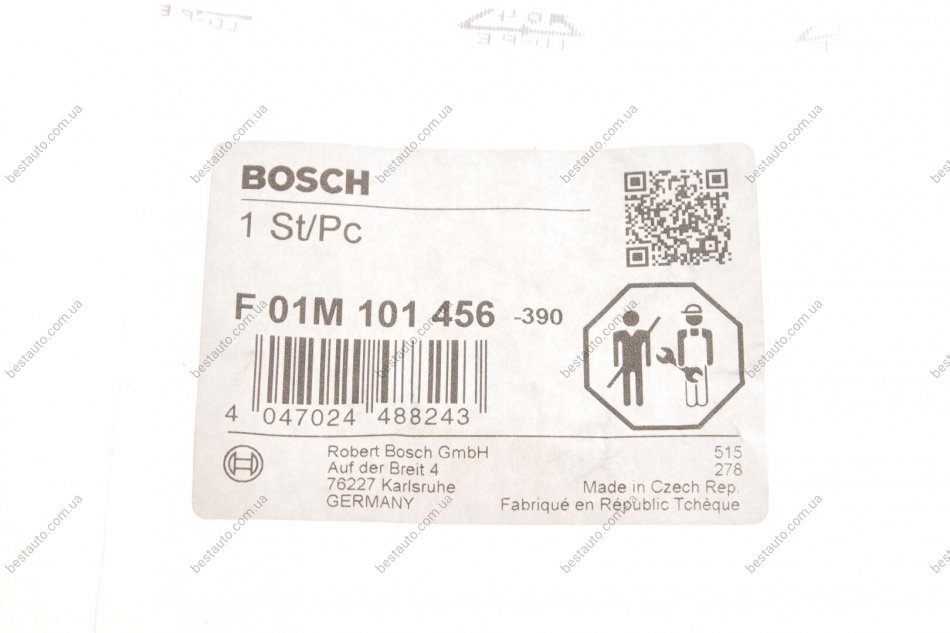 BOSCH
1 St/Pc
F 01M 101 456 -390
4 047024 488243
Robert Bosch GmbH
Auf der Breit 4
76227 Karlsruhe
GERMANY
515
278
Made in Czech Rep.
Fabriqué en Républic Tchèque
bestauto.com.ua